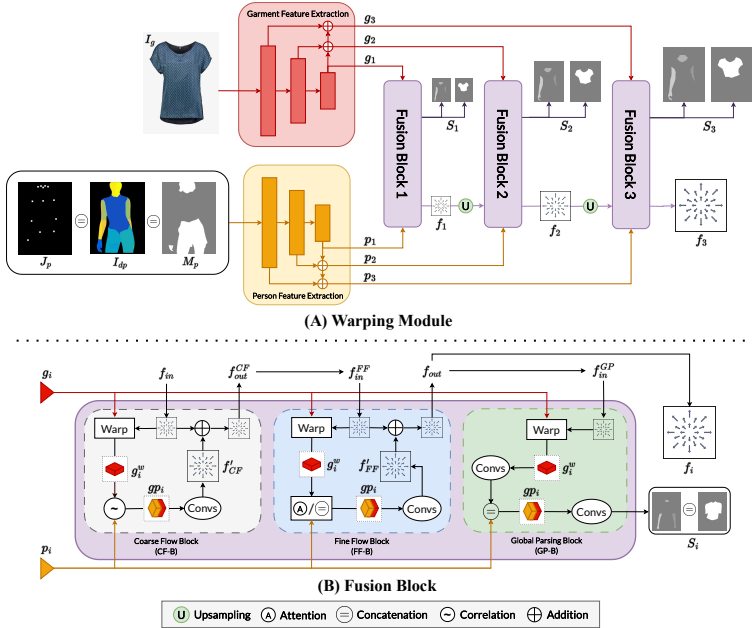 Garment Feature Extraction
I_g
g_3
g_2
g_1
S_1
S_2
S_3
Fusion Block 1
Fusion Block 2
Fusion Block 3
f_1
U
f_2
U
f_3
J_p
I_dp
M_p
p_1
p_2
p_3
Person Feature Extraction
(A) Warping Module
g_i
f_in
f_out^CF
f_in^FF
f_out
f_in^GP
Warp
Warp
Warp
g_i^w
f'_CF
g_i^w
f'_FF
Convs
g_i^w
gp_i
gp_i
gp_i
~
Convs
A / =
Convs
=
Convs
f_i
S_i
p_i
Coarse Flow Block
(CF-B)
Fine Flow Block
(FF-B)
Global Parsing Block
(GP-B)
(B) Fusion Block
U Upsampling A Attention = Concatenation ~ Correlation + Addition